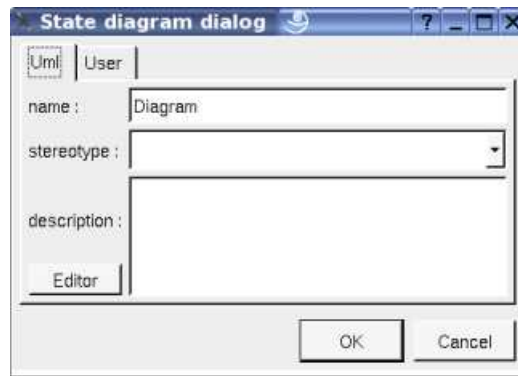 State diagram dialog
Uml User
name :
Diagram
stereotype :
description :
Editor
OK Cancel